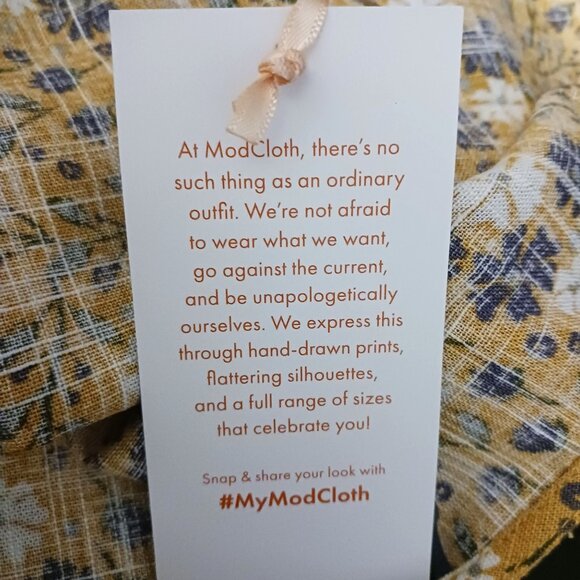 At ModCloth, there's no
such thing as an ordinary
outfit. We're not afraid
to wear what we want,
go against the current,
and be unapologetically
ourselves. We express this
through hand-drawn prints,
flattering silhouettes,
and a full range of sizes
that celebrate you!
Snap & share your look with
#MyModCloth